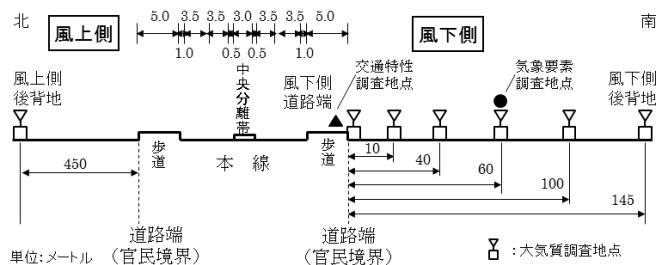 北
南
風上側
5.0 3.5 3.5 3.0 3.5 3.5 5.0
1.0 0.5 0.5 1.0
風下側
風上側
後背地
中央分離帯
風下側
道路端
交通特性
調査地点
気象要素
調査地点
風下側
後背地
450
歩道
本線
歩道
10
40
60
100
145
道路端
(官民境界)
道路端
(官民境界)
単位:メートル
:大気質調査地点